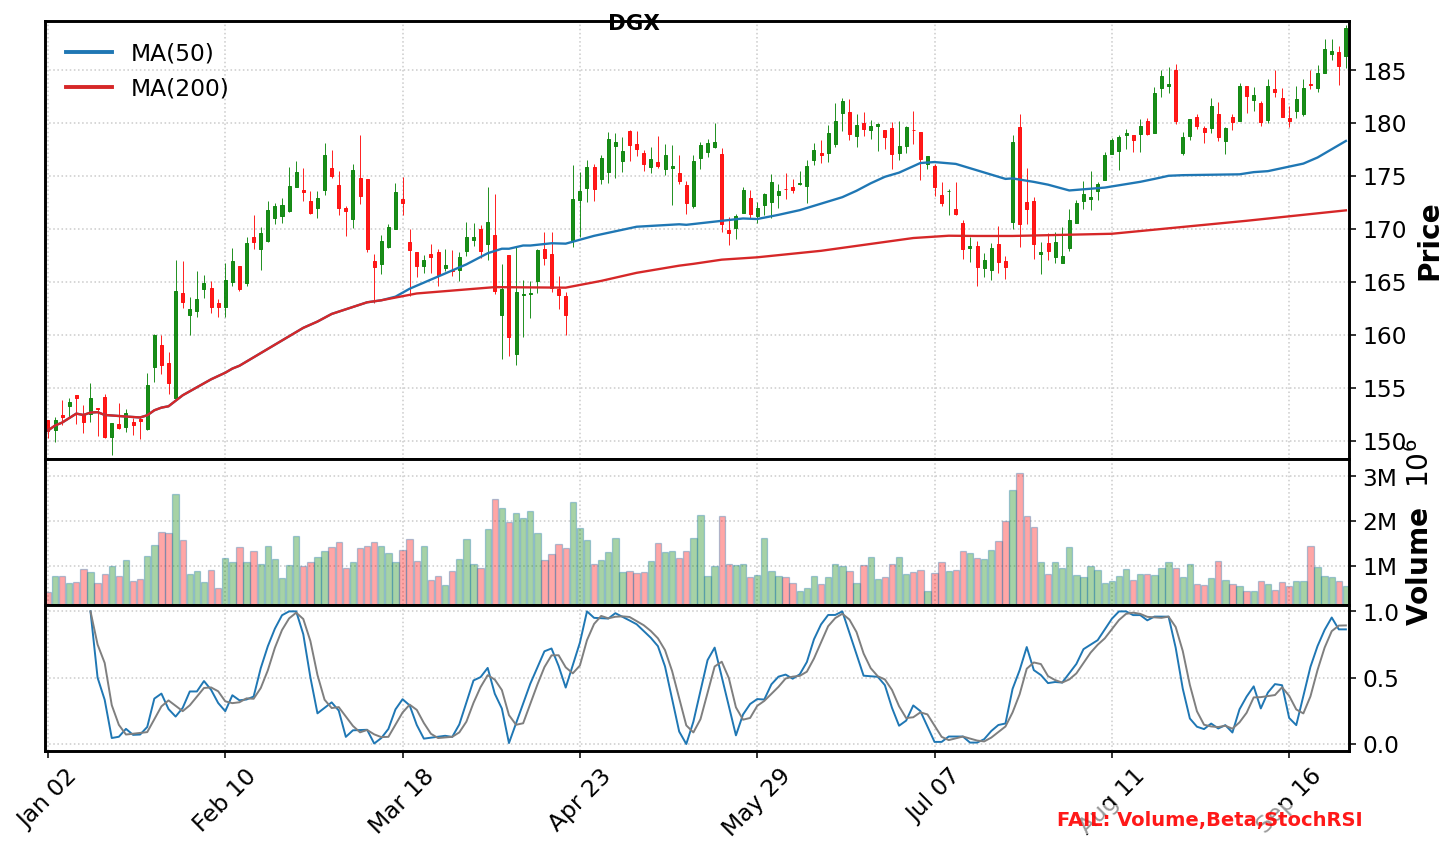 DGX
MA(50)
MA(200)
185
180
175
170
165
160
155
150
Price
10^6
3M
2M
1M
Volume
1.0
0.5
0.0
Jan 02
Feb 10
Mar 18
Apr 23
May 29
Jul 07
Aug 11
Sep 16
FAIL: Volume,Beta,StochRSI